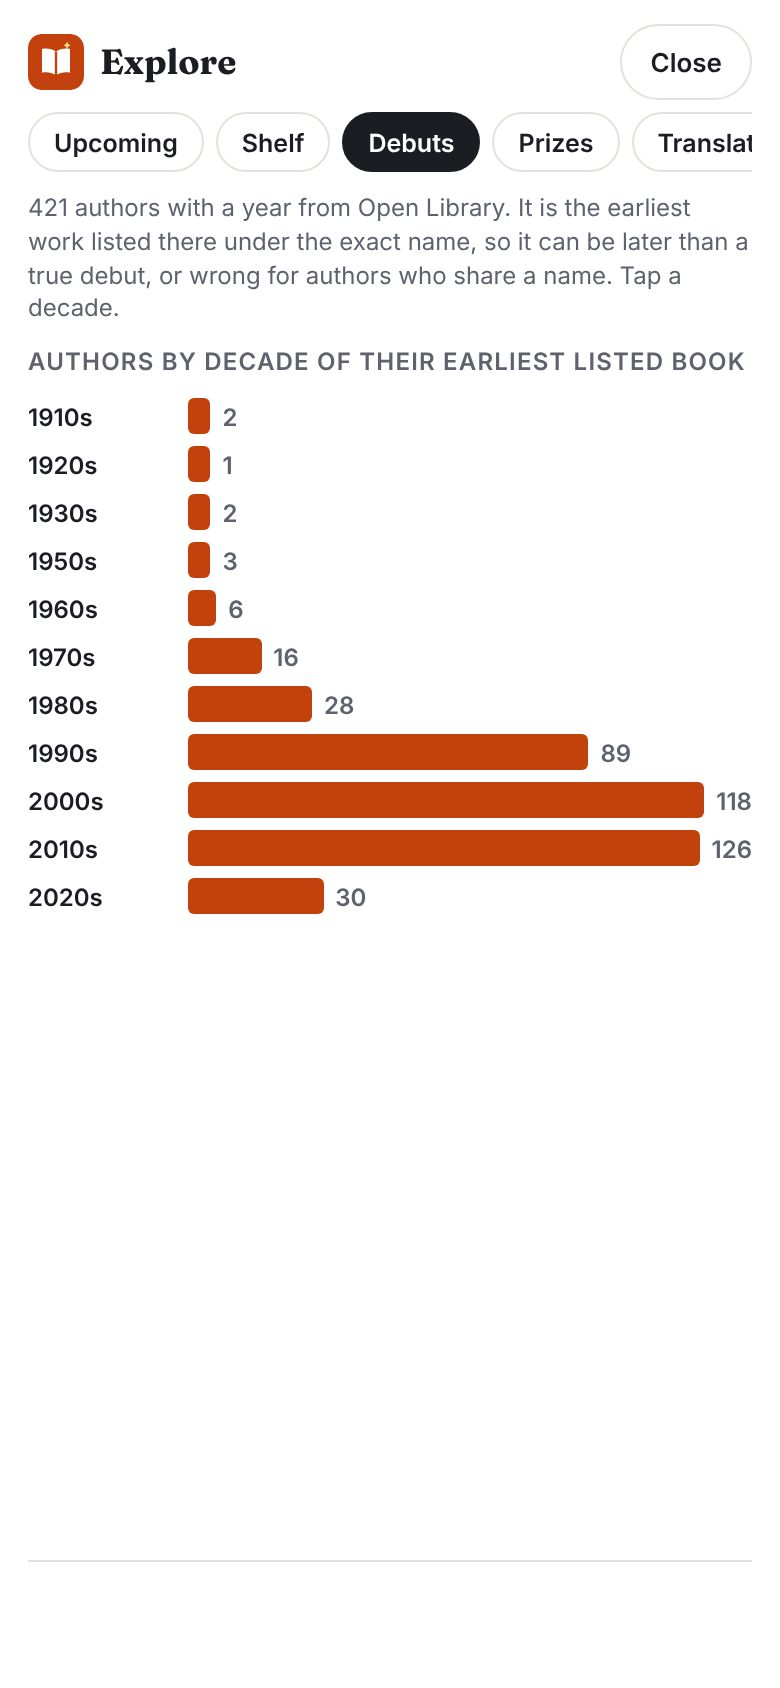 Explore
Close
Upcoming
Shelf
Debuts
Prizes
Translat
421 authors with a year from Open Library. It is the earliest
work listed there under the exact name, so it can be later than a
true debut, or wrong for authors who share a name. Tap a
decade.
AUTHORS BY DECADE OF THEIR EARLIEST LISTED BOOK
1910s 2
1920s 1
1930s 2
1950s 3
1960s 6
1970s 16
1980s 28
1990s 89
2000s 118
2010s 126
2020s 30